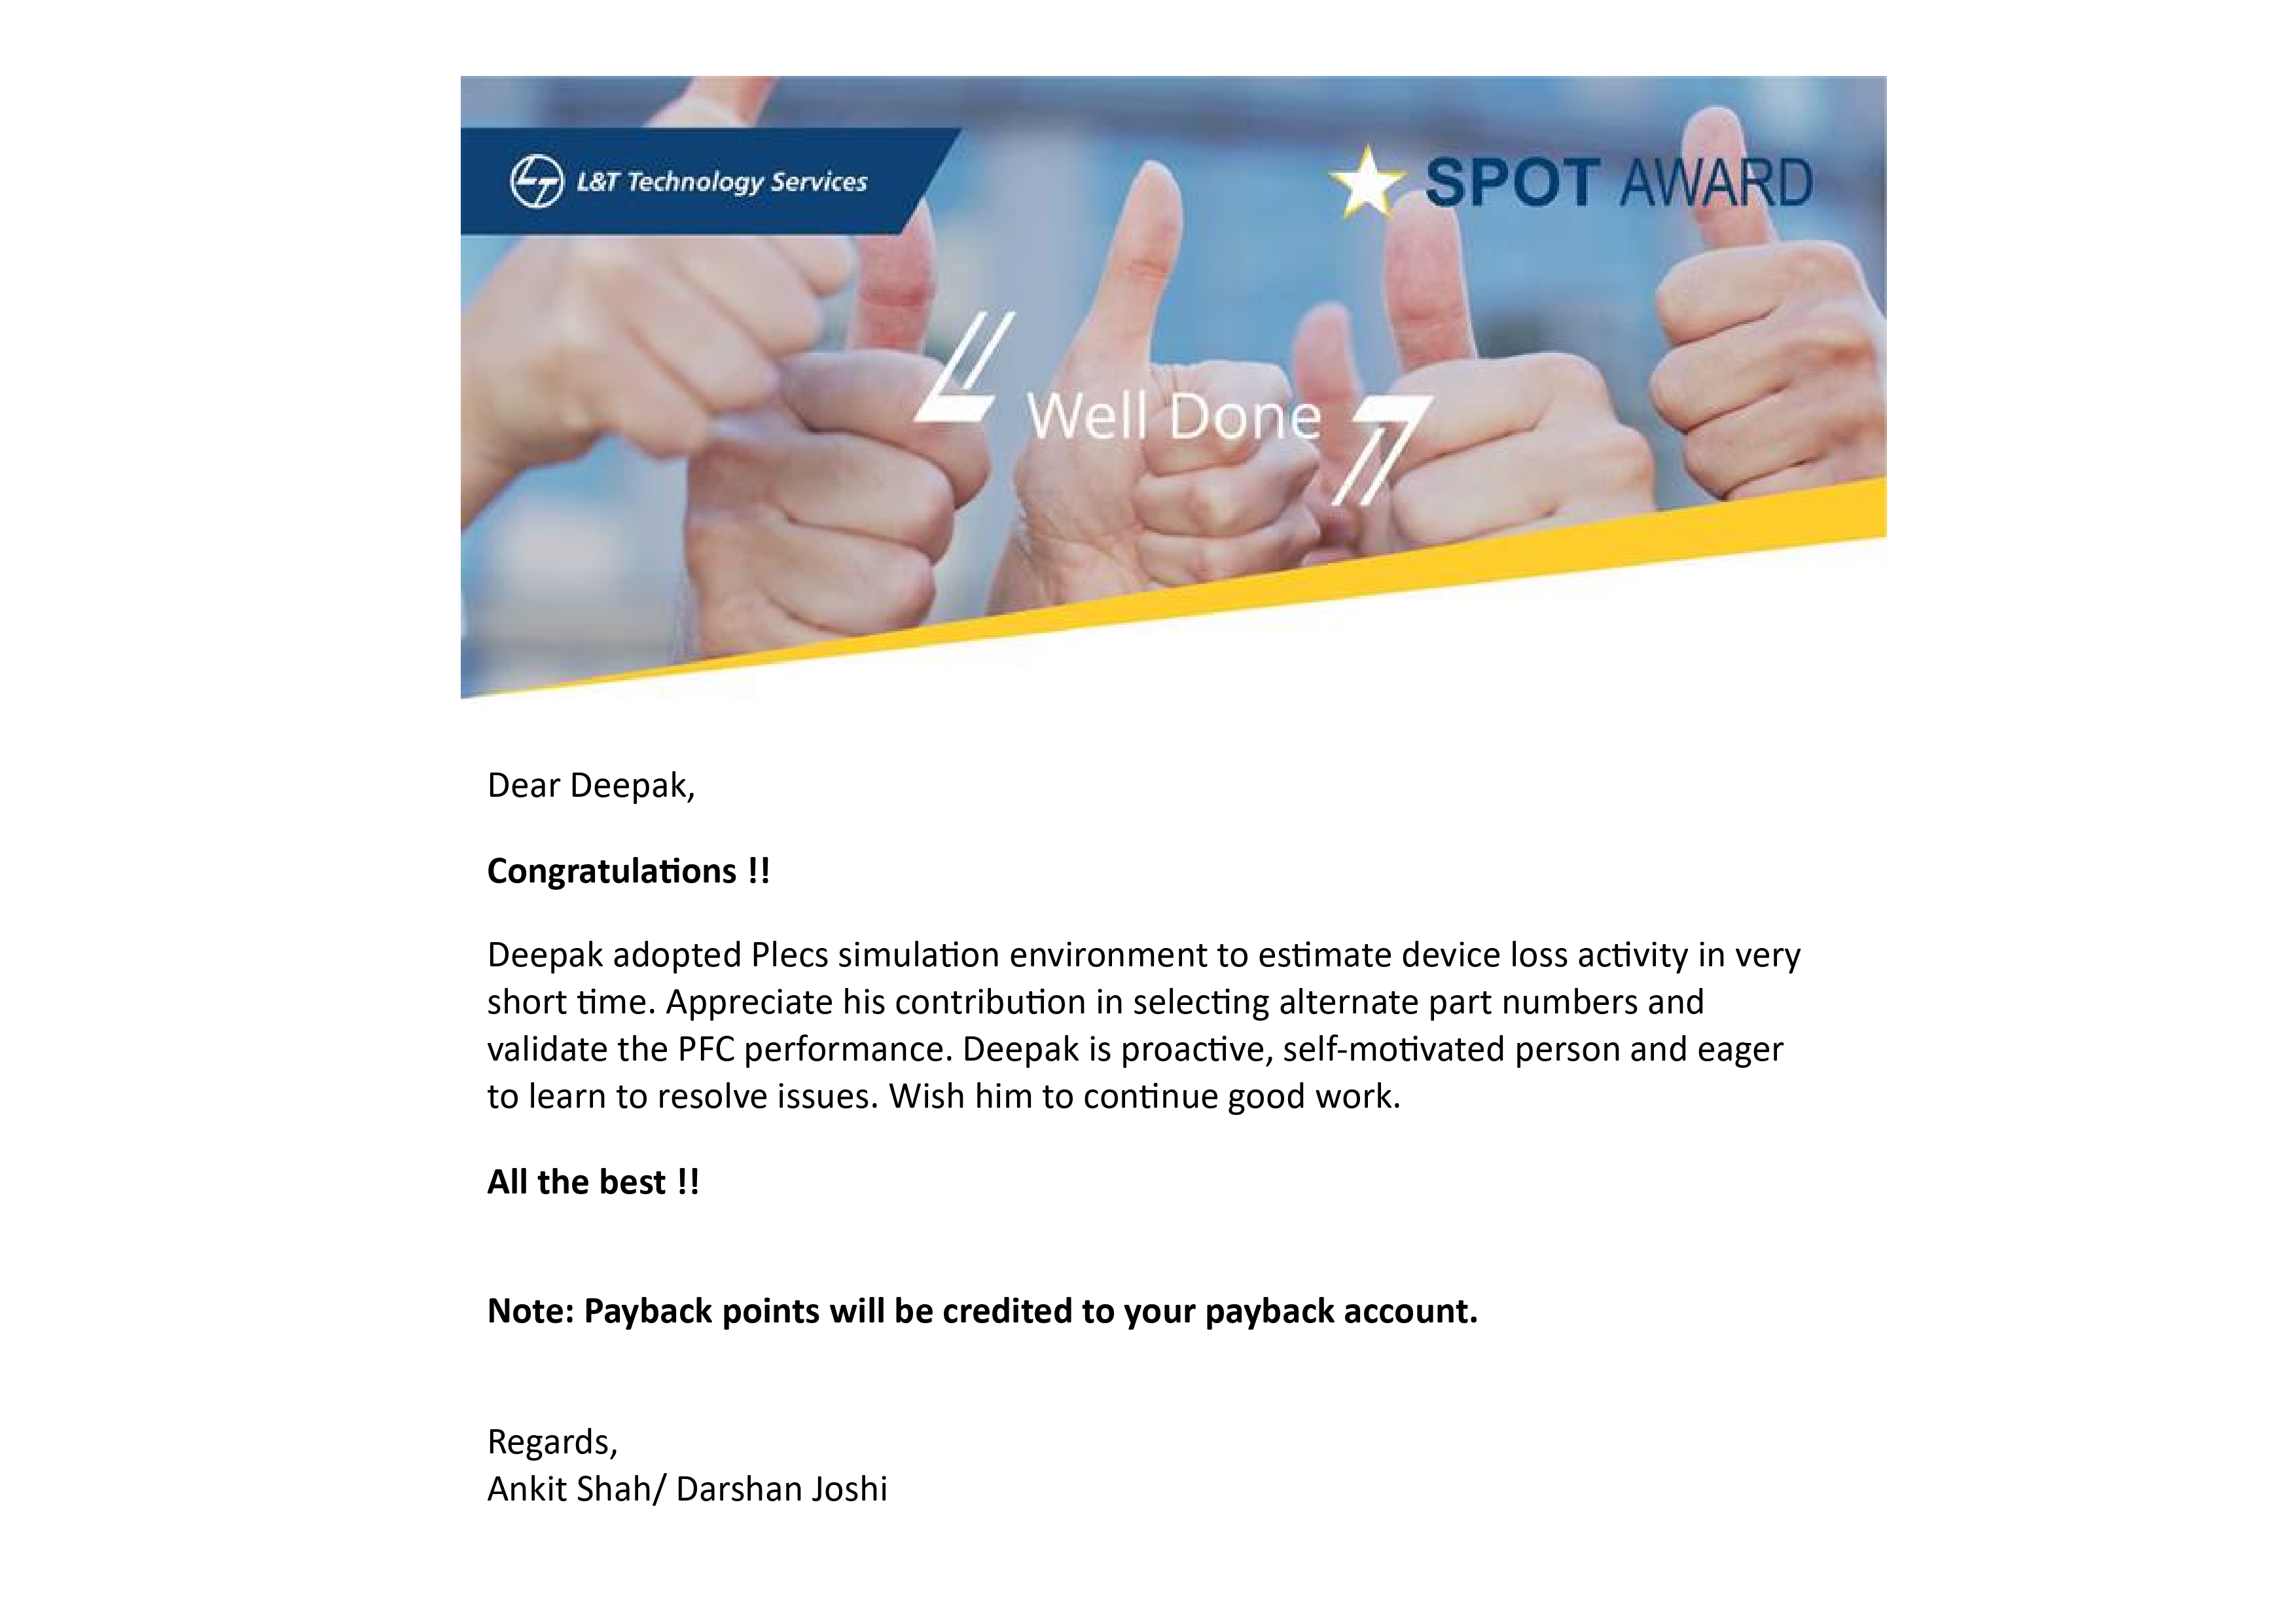 L&T Technology Services
SPOT AWARD
Well Done
Dear Deepak,
Congratulations !!
Deepak adopted Plecs simulation environment to estimate device loss activity in very
short time. Appreciate his contribution in selecting alternate part numbers and
validate the PFC performance. Deepak is proactive, self-motivated person and eager
to learn to resolve issues. Wish him to continue good work.
All the best !!
Note: Payback points will be credited to your payback account.
Regards,
Ankit Shah/ Darshan Joshi